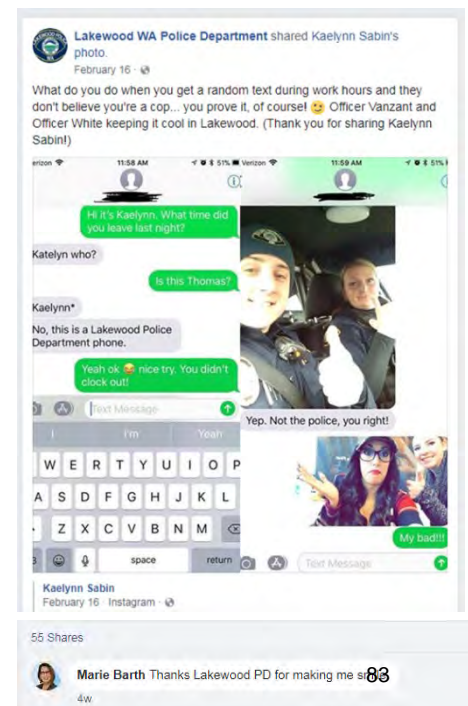 Lakewood WA Police Department shared Kaelynn Sabin's
photo.
February 16
What do you do when you get a random text during work hours and they
don't believe you're a cop... you prove it, of course! 😉 Officer Vanzant and
Officer White keeping it cool in Lakewood. (Thank you for sharing Kaelynn
Sabin!)
erizon 11:58 AM 51%
Hi it's Kaelynn. What time did
you leave last night?
Katelyn who?
Is this Thomas?
Kaelynn*
No, this is a Lakewood Police
Department phone.
Yeah ok 😂 nice try. You didn't
clock out!
Text Message
I I'm Yeah
W E R T Y U I O P
A S D F G H J K L
Z X C V B N M
space return
Verizon 11:59 AM 51%
Yep. Not the police, you right!
My bad!!!
Text Message
Kaelynn Sabin
February 16 · Instagram
55 Shares
Marie Barth Thanks Lakewood PD for making me
83
4w